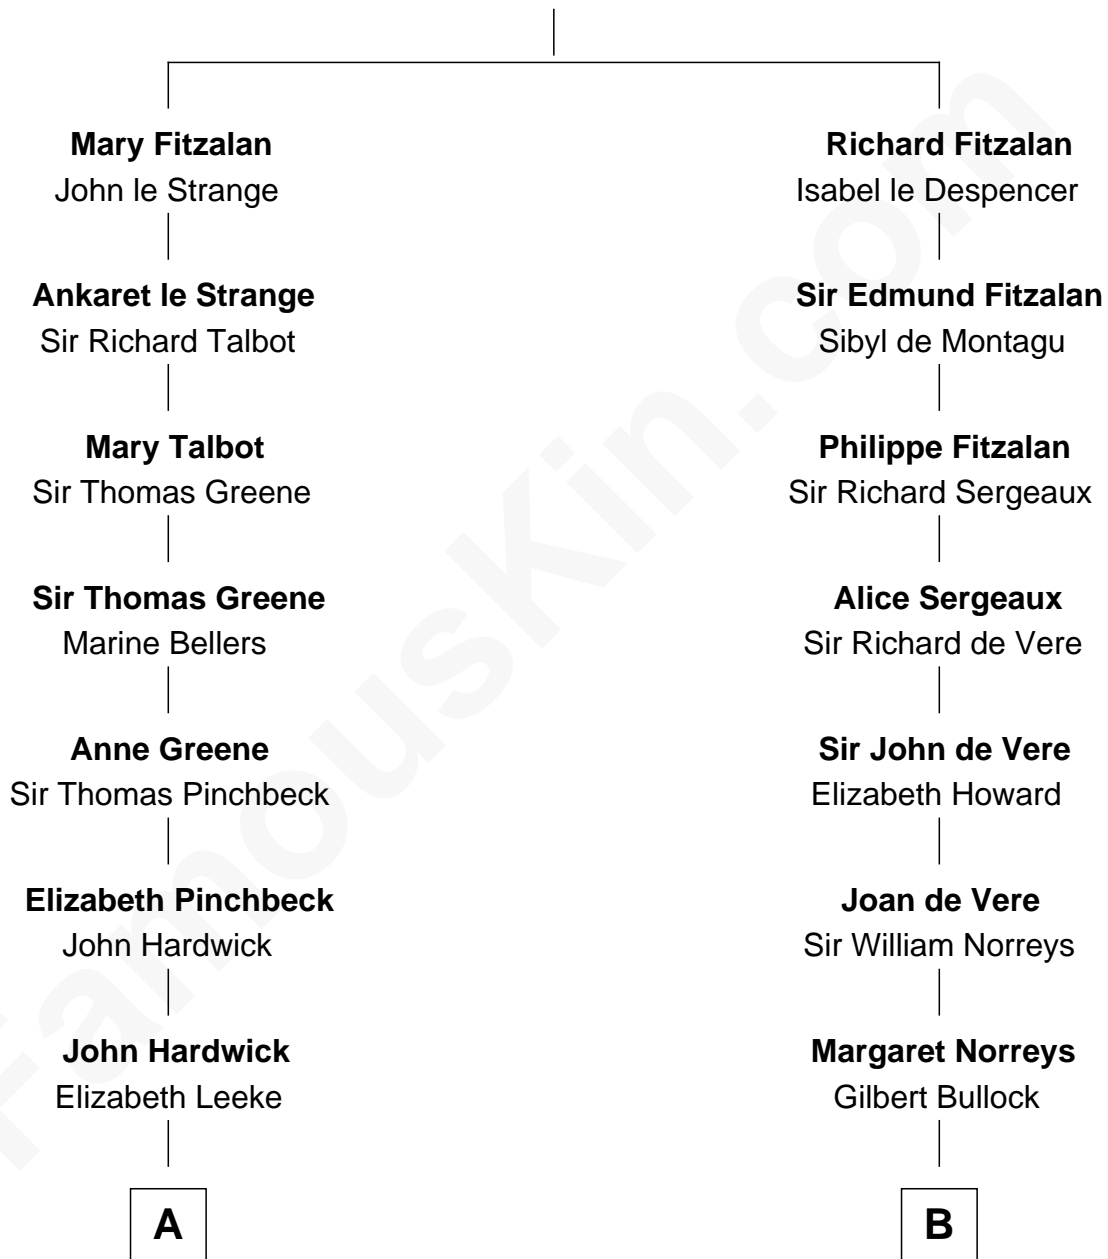 Mary Fitzalan
John le Strange
Richard Fitzalan
Isabel le Despencer
Ankaret le Strange
Sir Richard Talbot
Sir Edmund Fitzalan
Sibyl de Montagu
Mary Talbot
Sir Thomas Greene
Philippe Fitzalan
Sir Richard Sergeaux
Sir Thomas Greene
Marine Bellers
Alice Sergeaux
Sir Richard de Vere
Anne Greene
Sir Thomas Pinchbeck
Sir John de Vere
Elizabeth Howard
Elizabeth Pinchbeck
John Hardwick
Joan de Vere
Sir William Norreys
John Hardwick
Elizabeth Leeke
Margaret Norreys
Gilbert Bullock
A
B
FamousKin.com